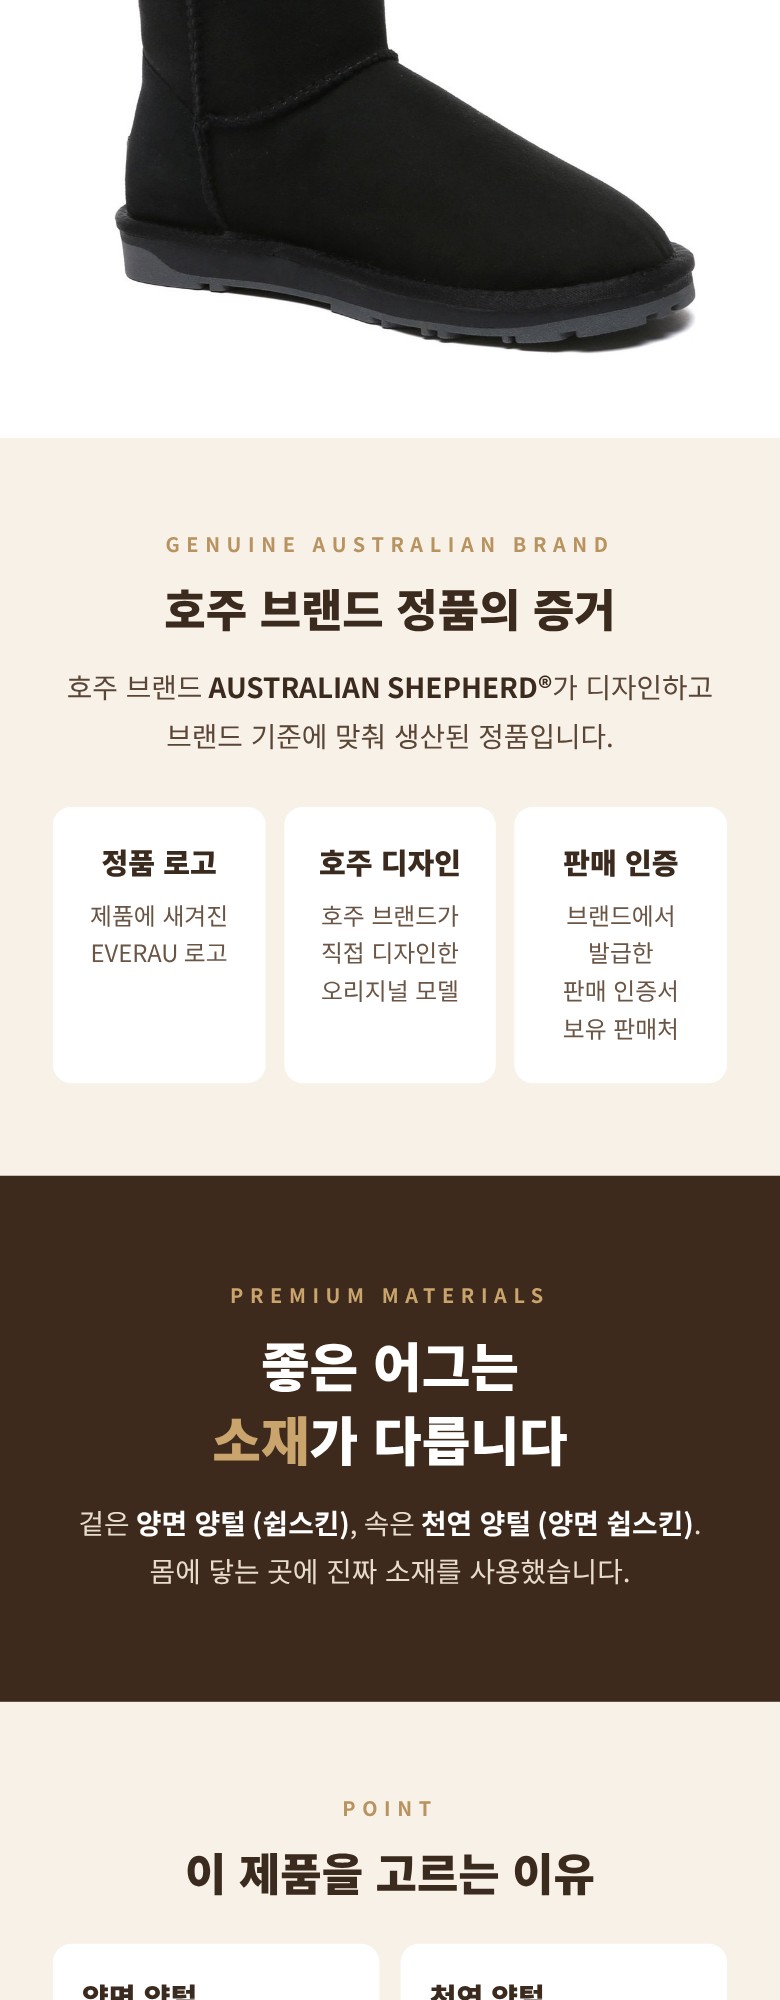 GENUINE AUSTRALIAN BRAND
호주 브랜드 정품의 증거
호주 브랜드 AUSTRALIAN SHEPHERD®가 디자인하고
브랜드 기준에 맞춰 생산된 정품입니다.
정품 로고
제품에 새겨진
EVERAU 로고
호주 디자인
호주 브랜드가
직접 디자인한
오리지널 모델
판매 인증
브랜드에서
발급한
판매 인증서
보유 판매처
PREMIUM MATERIALS
좋은 어그는
소재가 다릅니다
겉은 양면 양털 (쉽스킨), 속은 천연 양털 (양면 쉽스킨).
몸에 닿는 곳에 진짜 소재를 사용했습니다.
POINT
이 제품을 고르는 이유
양면 양털
천연 양털